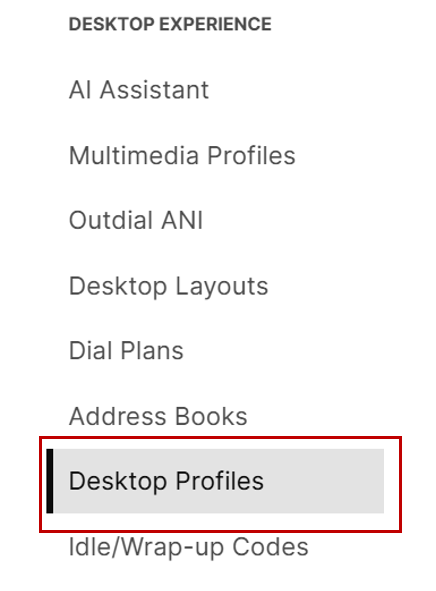 DESKTOP EXPERIENCE
AI Assistant
Multimedia Profiles
Outdial ANI
Desktop Layouts
Dial Plans
Address Books
Desktop Profiles
Idle/Wrap-up Codes